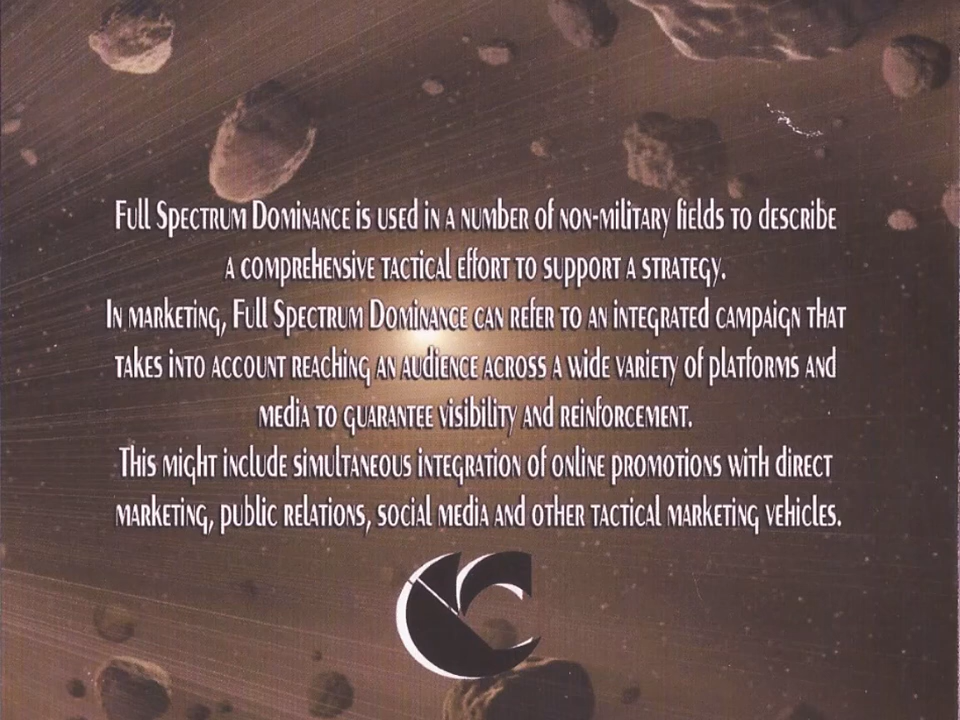 Full Spectrum Dominance is used in a number of non-military fields to describe
a comprehensive tactical effort to support a strategy.
In marketing, Full Spectrum Dominance can refer to an integrated campaign that
takes into account reaching an audience across a wide variety of platforms and
media to guarantee visibility and reinforcement.
This might include simultaneous integration of online promotions with direct
marketing, public relations, social media and other tactical marketing vehicles.